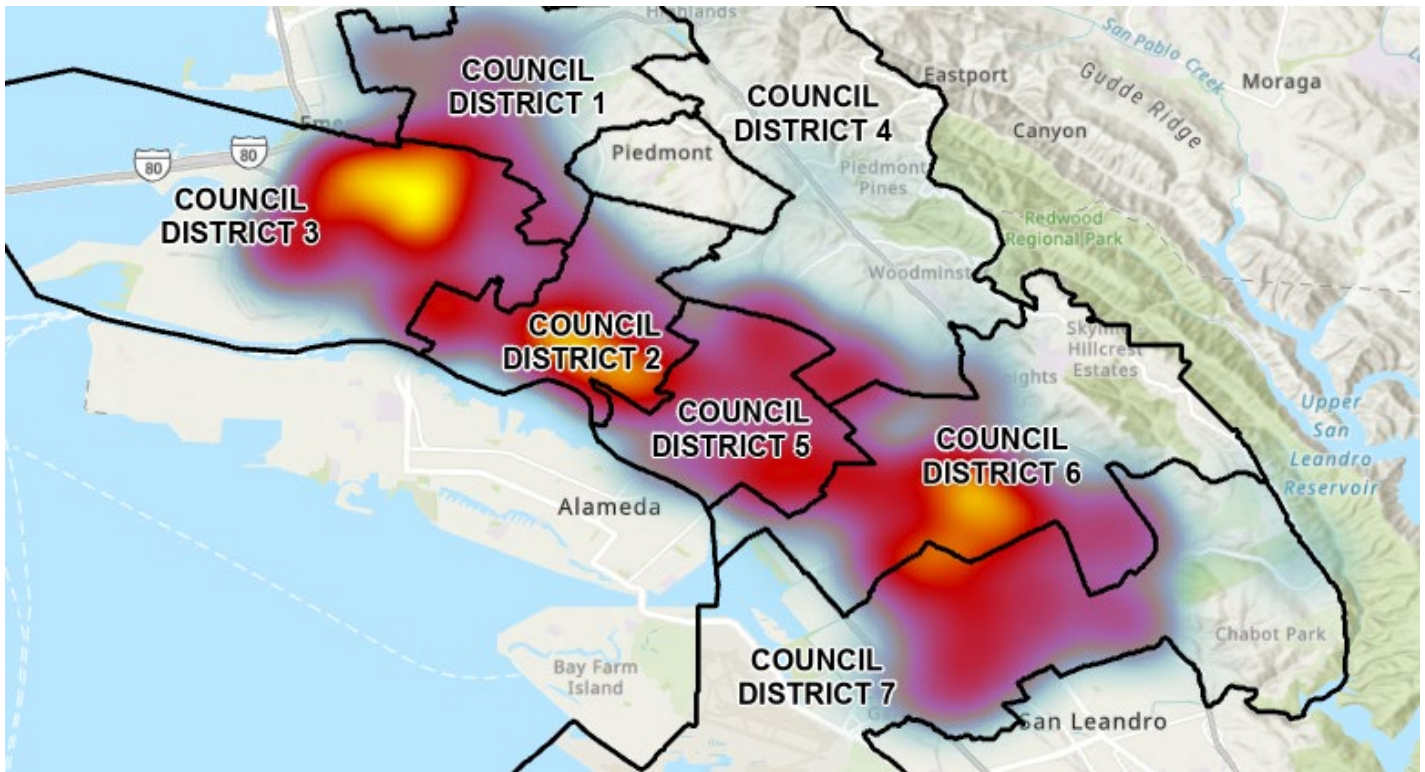 Highlands
COUNCIL
DISTRICT 1
COUNCIL
DISTRICT 4
Eastport
San Pablo Creek
Gudde Ridge
Moraga
Canyon
Piedmont
Piedmont
Pines
80
80
COUNCIL
DISTRICT 3
Redwood
Regional Park
COUNCIL
DISTRICT 2
Hillcrest
Estates
COUNCIL
DISTRICT 5
COUNCIL
DISTRICT 6
Upper
San
Leandro
Reservoir
Alameda
Bay Farm
Island
COUNCIL
DISTRICT 7
Chabot Park
San Leandro